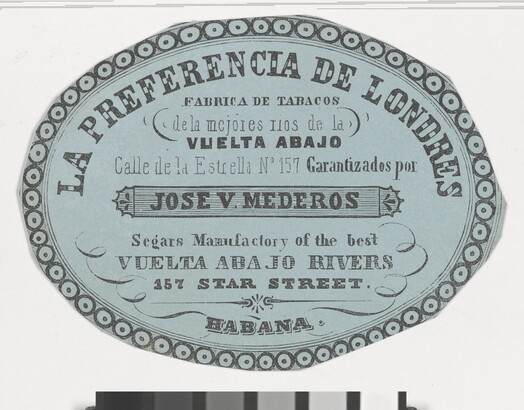 LA PREFERENCIA DE LONDRES
FABRICA DE TABACOS
de la mejores rios de la
VUELTA ABAJO
Calle de la Estrella Nº 157 Garantizados por
JOSE V. MEDEROS
Segars Manufactory of the best
VUELTA ABAJO RIVERS
157 STAR STREET.
HABANA.